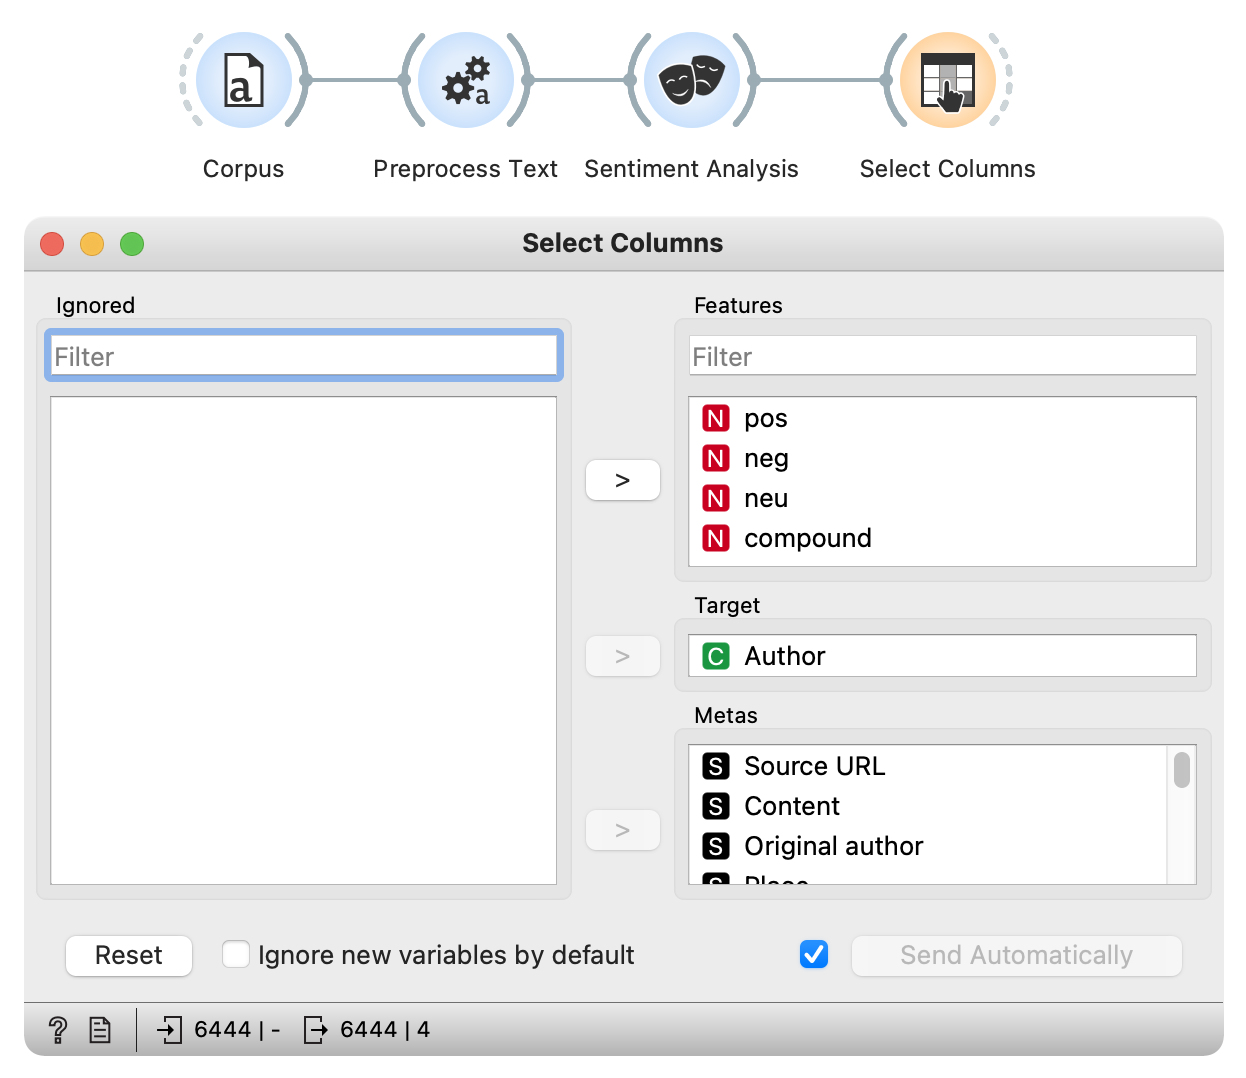 Corpus
Preprocess Text
Sentiment Analysis
Select Columns
Select Columns
Ignored
Filter
>
>
>
Features
Filter
N pos
N neg
N neu
N compound
Target
C Author
Metas
S Source URL
S Content
S Original author
S Place
Reset
Ignore new variables by default
Send Automatically
? 6444 | - 6444 | 4